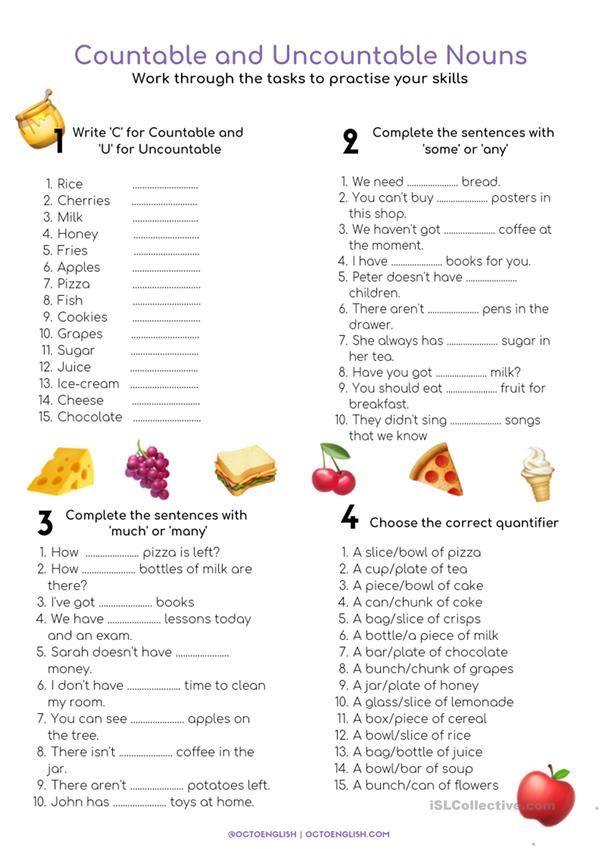 Countable and Uncountable Nouns
Work through the tasks to practise your skills
1 Write 'C' for Countable and
'U' for Uncountable
1. Rice ...........................
2. Cherries ...........................
3. Milk ...........................
4. Honey ...........................
5. Fries ...........................
6. Apples ...........................
7. Pizza ...........................
8. Fish ...........................
9. Cookies ...........................
10. Grapes ...........................
11. Sugar ...........................
12. Juice ...........................
13. Ice-cream ...........................
14. Cheese ...........................
15. Chocolate ...........................
2 Complete the sentences with
'some' or 'any'
1. We need ..................... bread.
2. You can't buy ..................... posters in
this shop.
3. We haven't got ..................... coffee at
the moment.
4. I have ..................... books for you.
5. Peter doesn't have .....................
children.
6. There aren't ..................... pens in the
drawer.
7. She always has ..................... sugar in
her tea.
8. Have you got ..................... milk?
9. You should eat ..................... fruit for
breakfast.
10. They didn't sing ..................... songs
that we know
3 Complete the sentences with
'much' or 'many'
1. How ...................... pizza is left?
2. How ...................... bottles of milk are
there?
3. I've got ...................... books
4. We have ...................... lessons today
and an exam.
5. Sarah doesn't have ......................
money.
6. I don't have ...................... time to clean
my room.
7. You can see ...................... apples on
the tree.
8. There isn't ...................... coffee in the
jar.
9. There aren't ...................... potatoes left.
10. John has ...................... toys at home.
4 Choose the correct quantifier
1. A slice/bowl of pizza
2. A cup/plate of tea
3. A piece/bowl of cake
4. A can/chunk of coke
5. A bag/slice of crisps
6. A bottle/a piece of milk
7. A bar/plate of chocolate
8. A bunch/chunk of grapes
9. A jar/plate of honey
10. A glass/slice of lemonade
11. A box/piece of cereal
12. A bowl/slice of rice
13. A bag/bottle of juice
14. A bowl/bar of soup
15. A bunch/can of flowers
iSLCollective.com
@OCTOENGLISH | OCTOENGLISH.COM